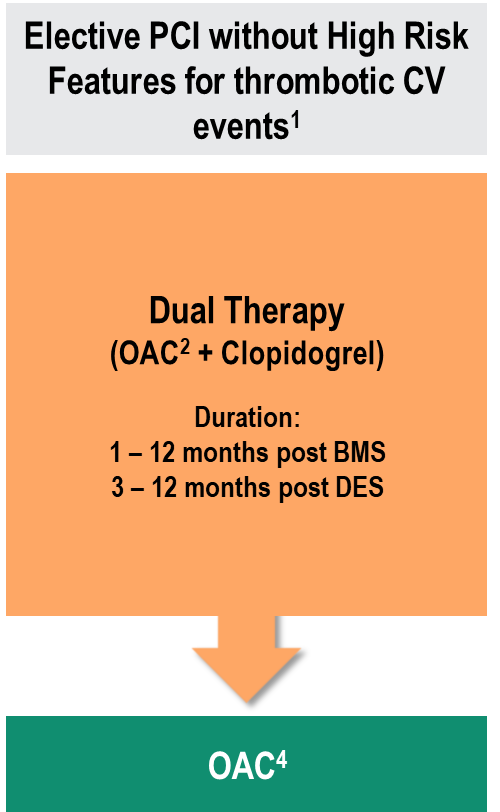 Elective PCI without High Risk
Features for thrombotic CV
events¹
Dual Therapy
(OAC² + Clopidogrel)
Duration:
1 – 12 months post BMS
3 – 12 months post DES
OAC⁴